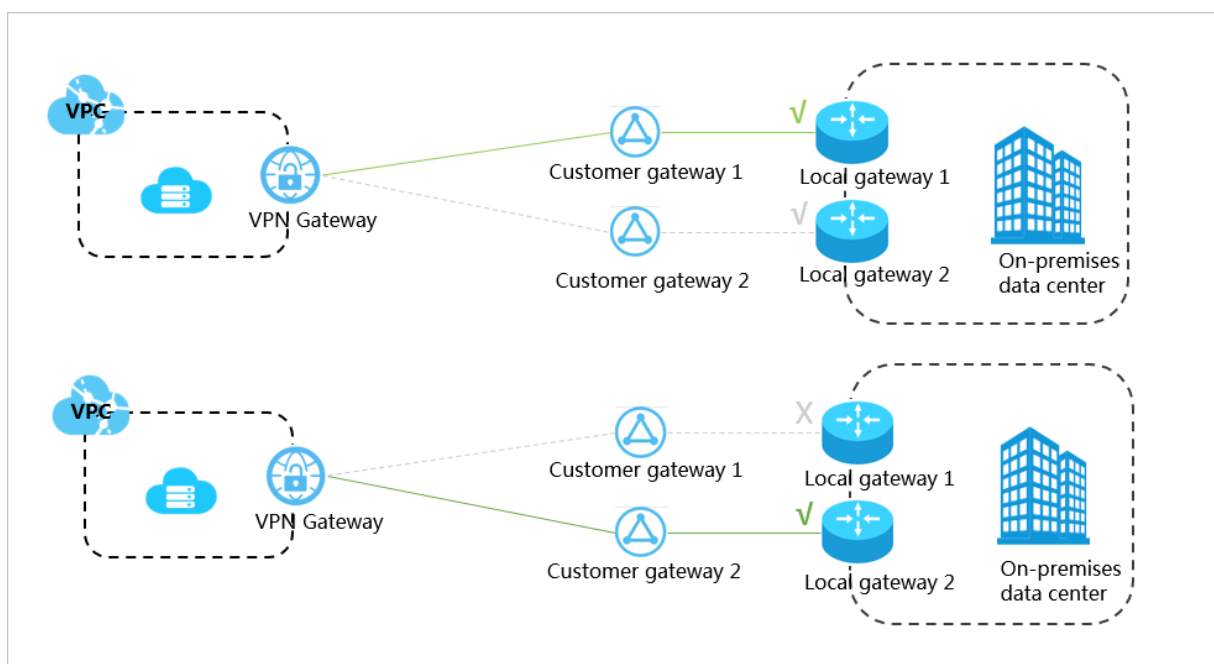 VPC
√
Customer gateway 1
Local gateway 1
VPN Gateway
√
Customer gateway 2
Local gateway 2
On-premises
data center
VPC
X
Customer gateway 1
Local gateway 1
VPN Gateway
√
Customer gateway 2
Local gateway 2
On-premises
data center